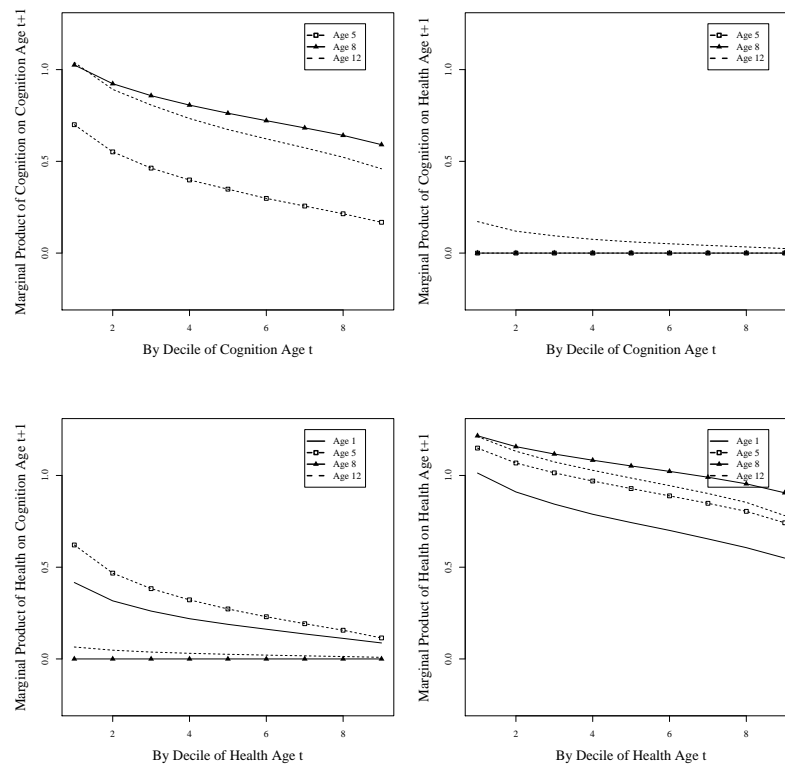 Marginal Product of Cognition on Cognition Age t+1
Age 5
Age 8
Age 12
1.0
0.5
0.0
2 4 6 8
By Decile of Cognition Age t
Marginal Product of Cognition on Health Age t+1
Age 5
Age 8
Age 12
1.0
0.5
0.0
2 4 6 8
By Decile of Cognition Age t
Marginal Product of Health on Cognition Age t+1
Age 1
Age 5
Age 8
Age 12
1.0
0.5
0.0
2 4 6 8
By Decile of Health Age t
Marginal Product of Health on Health Age t+1
Age 1
Age 5
Age 8
Age 12
1.0
0.5
0.0
2 4 6 8
By Decile of Health Age t